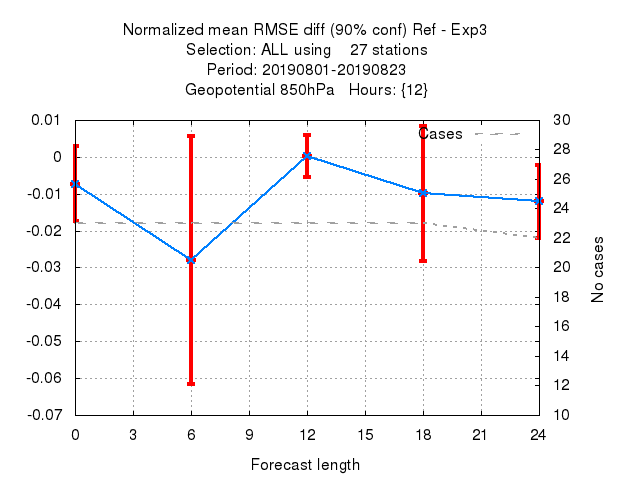 Normalized mean RMSE diff (90% conf) Ref - Exp3
Selection: ALL using    27 stations
Period: 20190801-20190823
Geopotential 850hPa   Hours: {12}
0.01
0
-0.01
-0.02
-0.03
-0.04
-0.05
-0.06
-0.07
Cases
30
28
26
24
22
20
18
16
14
12
10
No cases
0 3 6 9 12 15 18 21 24
Forecast length